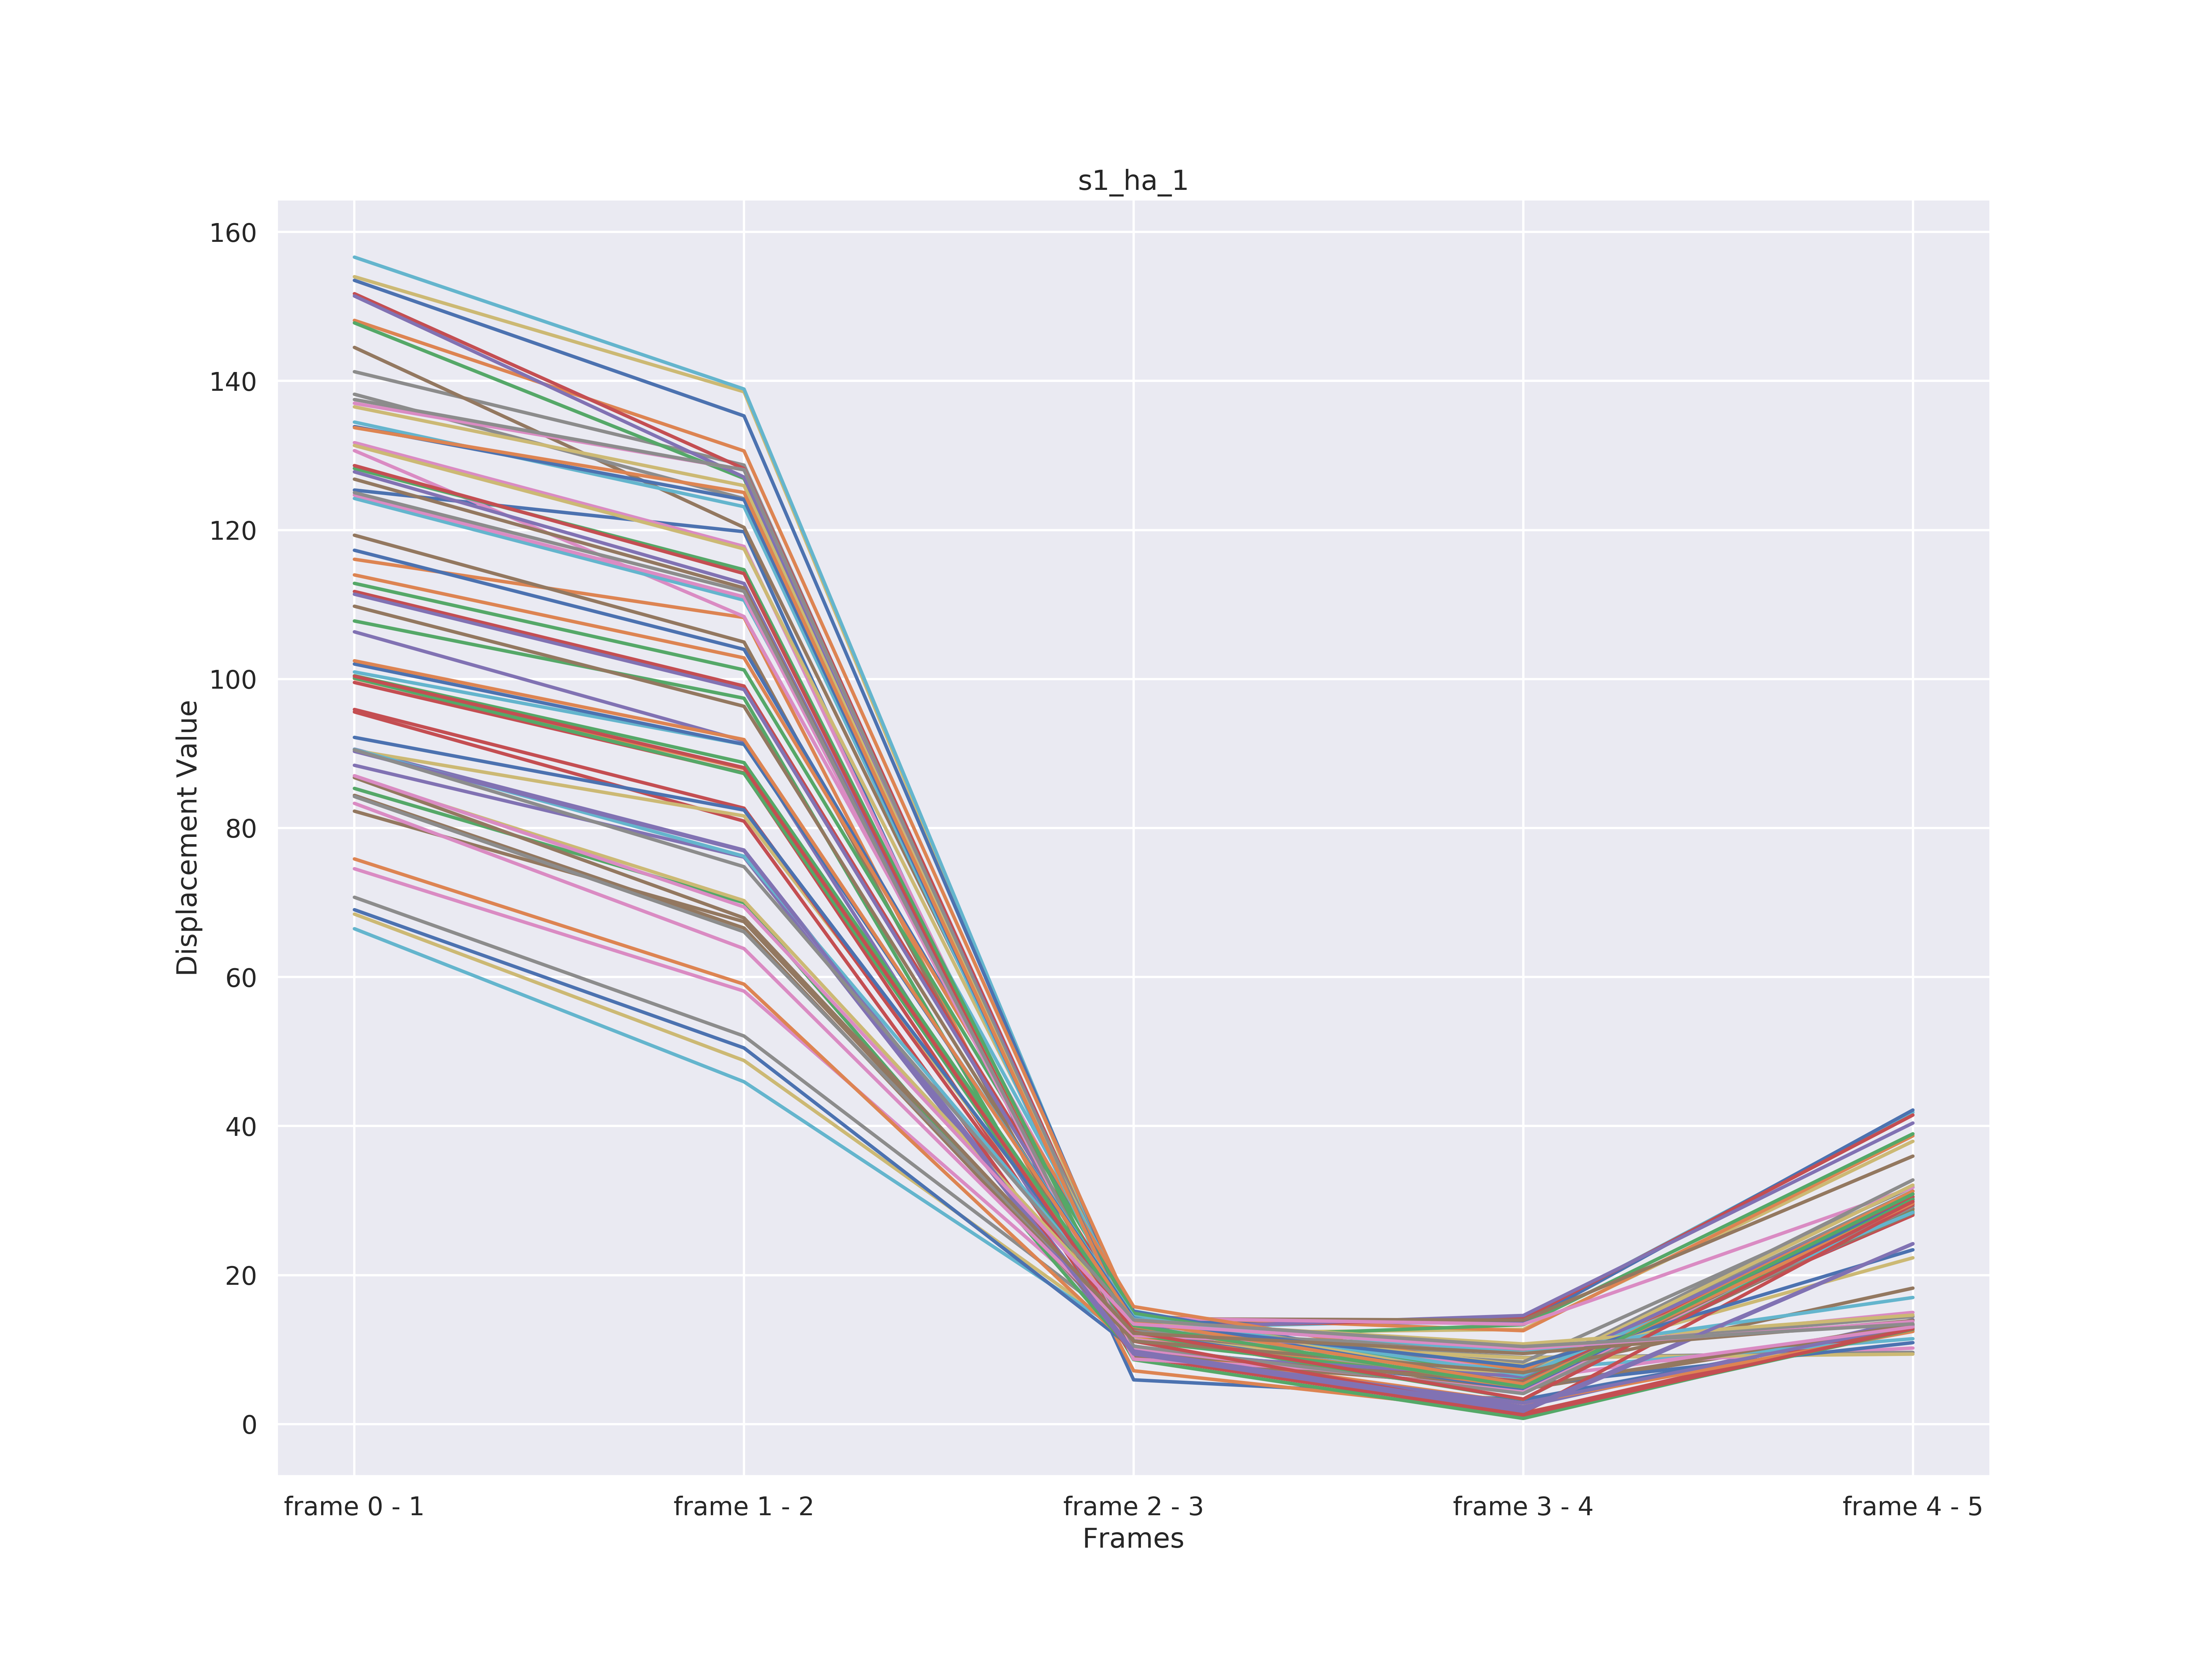 s1_ha_1
160
140
120
100
80
60
40
20
0
Displacement Value
frame 0 - 1
frame 1 - 2
frame 2 - 3
frame 3 - 4
frame 4 - 5
Frames